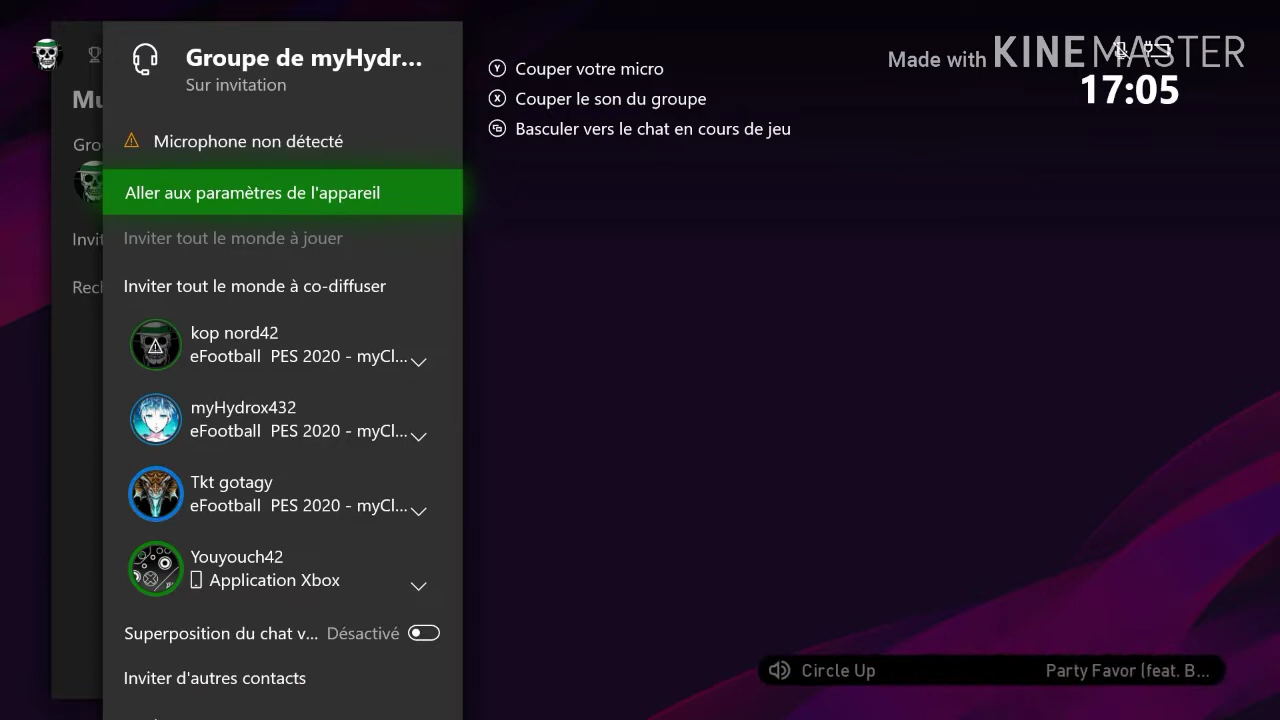 Groupe de myHydr...
Sur invitation
Microphone non détecté
Aller aux paramètres de l'appareil
Inviter tout le monde à jouer
Inviter tout le monde à co-diffuser
kop nord42
eFootball PES 2020 - myCl...
myHydrox432
eFootball PES 2020 - myCl...
Tkt gotagy
eFootball PES 2020 - myCl...
Youyouch42
Application Xbox
Superposition du chat v... Désactivé
Inviter d'autres contacts
Mu
Gro
Invit
Rech
Y Couper votre micro
X Couper le son du groupe
Basculer vers le chat en cours de jeu
Made with KINEMASTER
17:05
Circle Up Party Favor (feat. B...